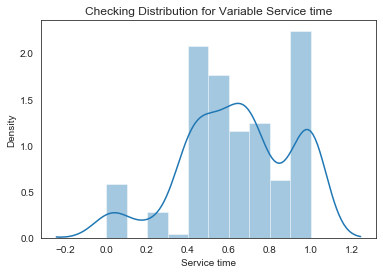 Checking Distribution for Variable Service time
Density
2.0
1.5
1.0
0.5
0.0
−0.2 0.0 0.2 0.4 0.6 0.8 1.0 1.2
Service time